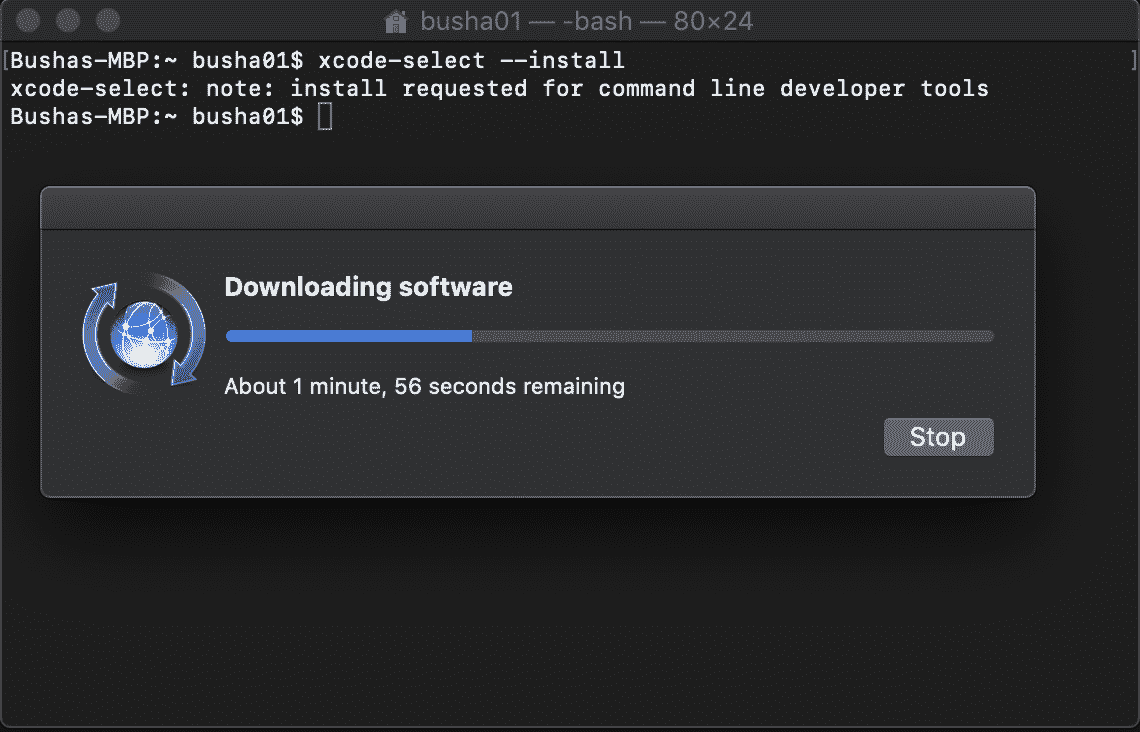 busha01 — -bash — 80×24
[Bushas-MBP:~ busha01$ xcode-select --install ]
xcode-select: note: install requested for command line developer tools
Bushas-MBP:~ busha01$
Downloading software
About 1 minute, 56 seconds remaining
Stop